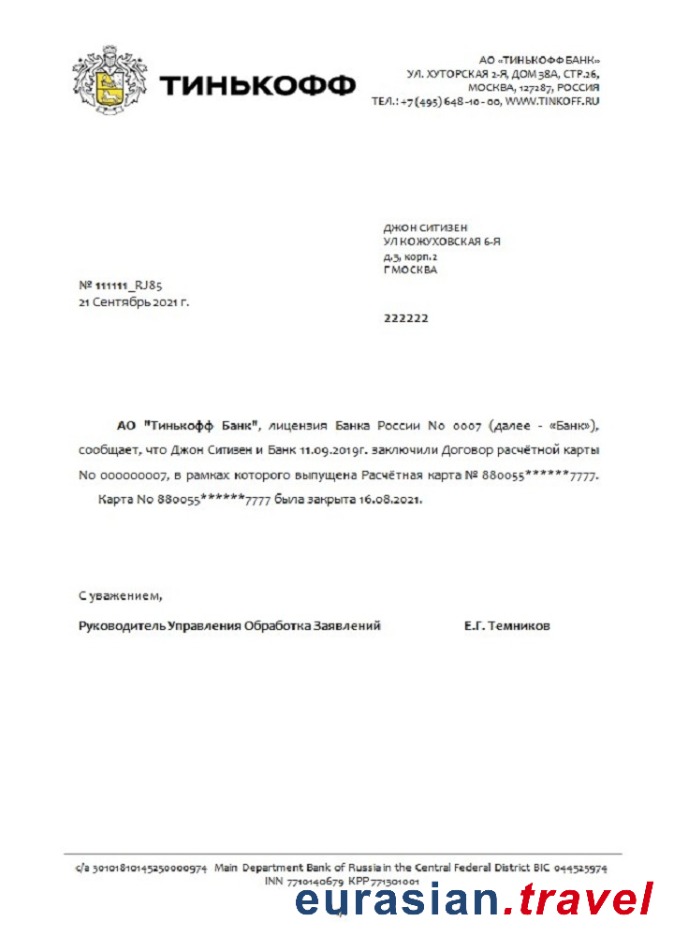 ТИНЬКОФФ
АО «ТИНЬКОФФ БАНК»
УЛ. ХУТОРСКАЯ 2-Я, ДОМ 38А, СТР.26,
МОСКВА, 127287, РОССИЯ
ТЕЛ.: +7 (495) 648-10-00, WWW.TINKOFF.RU
ДЖОН СИТИЗЕН
УЛ КОЖУХОВСКАЯ 6-Я
д.3, корп.2
Г МОСКВА
№ 111111_RJ85
21 Сентябрь 2021 г.
222222
АО "Тинькофф Банк", лицензия Банка России No 0007 (далее - «Банк»),
сообщает, что Джон Ситизен и Банк 11.09.2019г. заключили Договор расчётной карты
No 000000007, в рамках которого выпущена Расчётная карта № 880055******7777.
Карта No 880055******7777 была закрыта 16.08.2021.
С уважением,
Руководитель Управления Обработка Заявлений Е.Г. Темников
c/a 30101810145250000974 Main Department Bank of Russia in the Central Federal District BIC 044525974
INN 7710140679 KPP 771301001
eurasian.travel